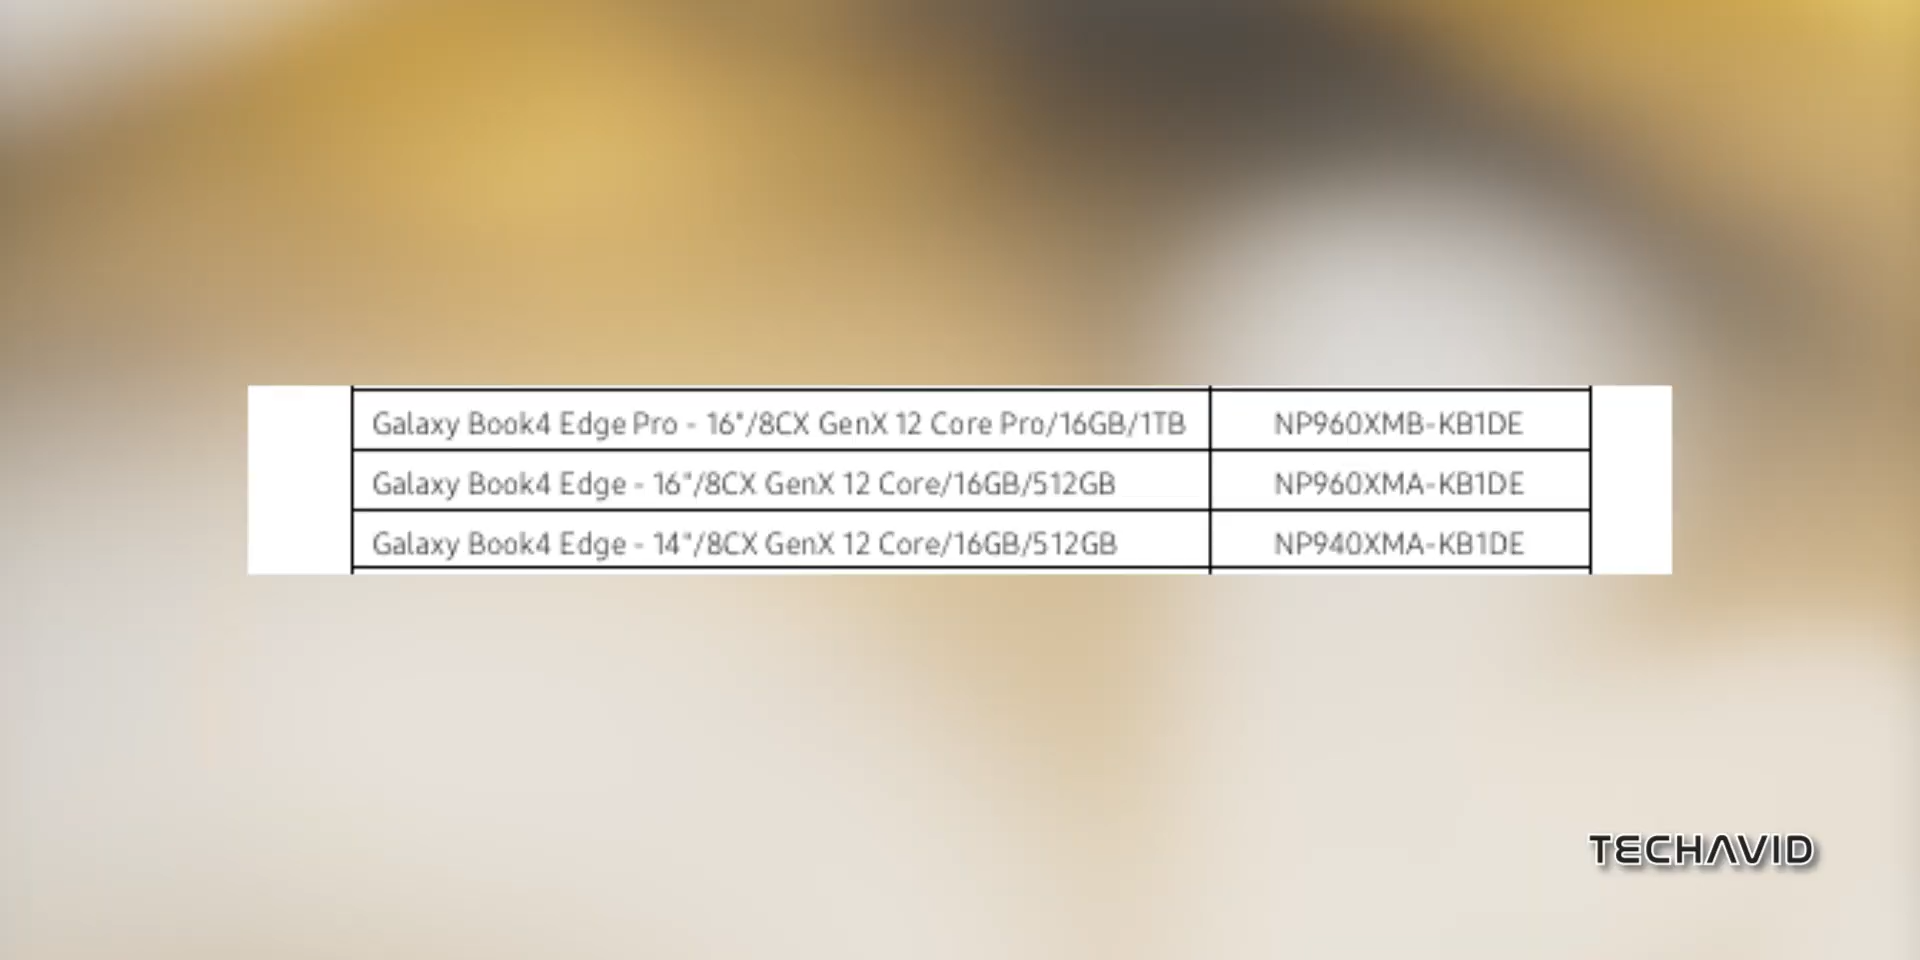 Galaxy Book4 Edge Pro - 16"/8CX GenX 12 Core Pro/16GB/1TB NP960XMB-KB1DE
Galaxy Book4 Edge - 16"/8CX GenX 12 Core/16GB/512GB NP960XMA-KB1DE
Galaxy Book4 Edge - 14"/8CX GenX 12 Core/16GB/512GB NP940XMA-KB1DE
TECHAVID